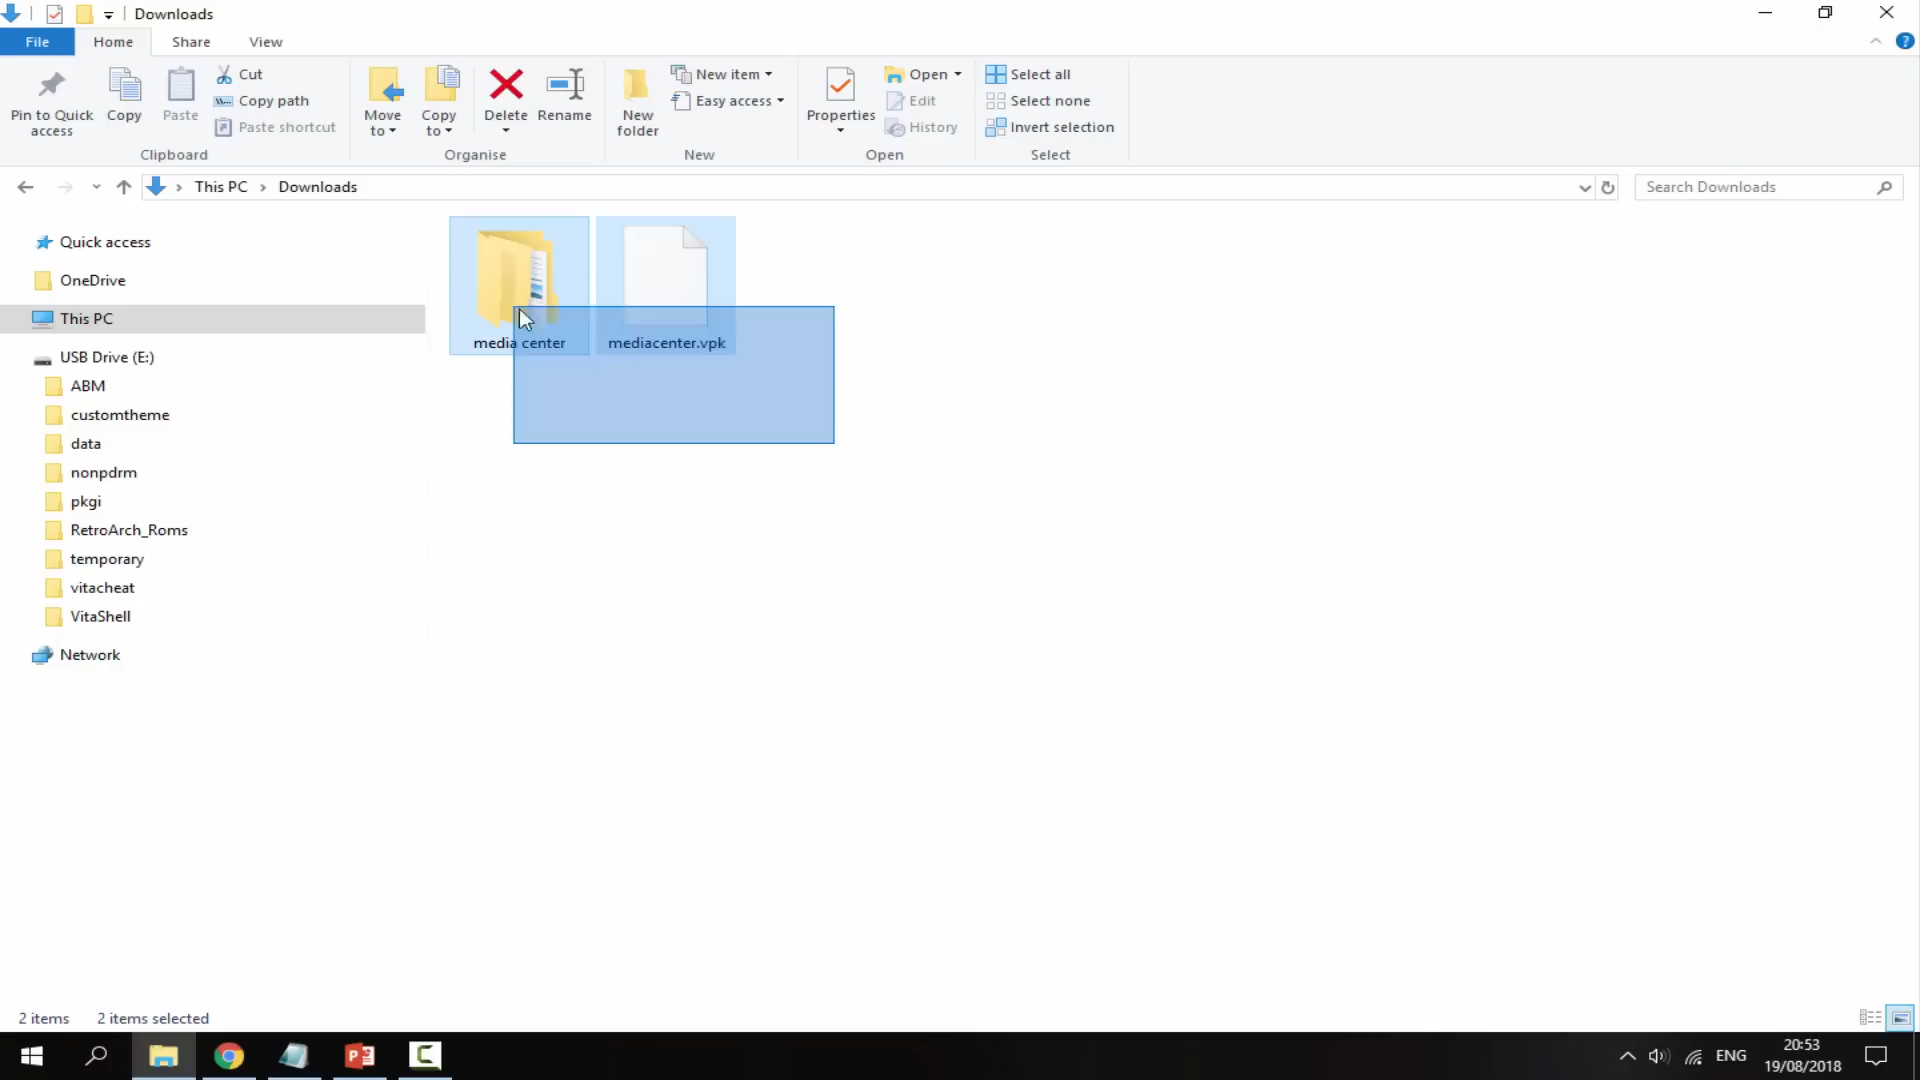 Downloads
File
Home
Share
View
Pin to Quick
access
Copy
Paste
Cut
Copy path
Paste shortcut
Clipboard
Move
to
Copy
to
Delete
Rename
Organise
New
folder
New item
Easy access
New
Properties
Open
Edit
History
Open
Select all
Select none
Invert selection
Select
This PC
Downloads
Search Downloads
Quick access
OneDrive
This PC
USB Drive (E:)
ABM
customtheme
data
nonpdrm
pkgi
RetroArch_Roms
temporary
vitacheat
VitaShell
Network
media center
mediacenter.vpk
2 items
2 items selected
ENG
20:53
19/08/2018